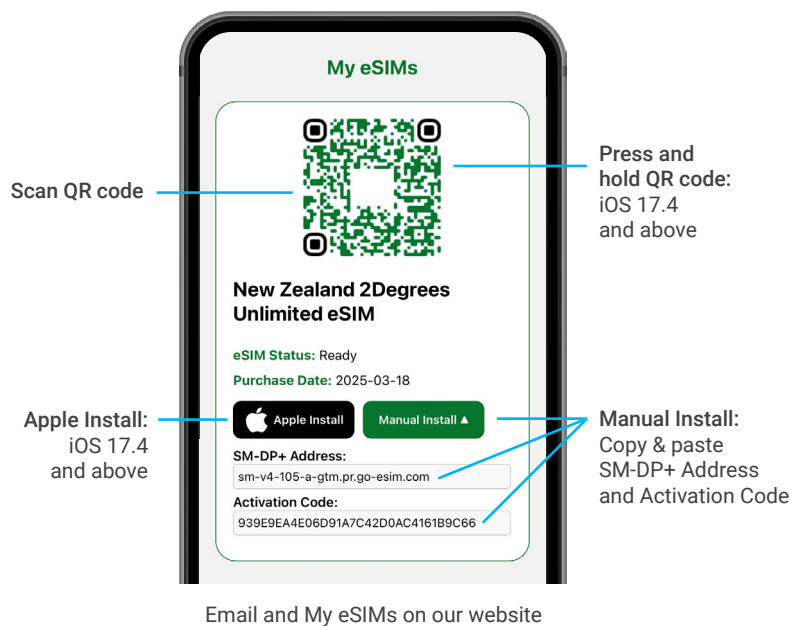 My eSIMs
Scan QR code
Press and
hold QR code:
iOS 17.4
and above
New Zealand 2Degrees
Unlimited eSIM
eSIM Status: Ready
Purchase Date: 2025-03-18
Apple Install:
iOS 17.4
and above
Apple Install
Manual Install ▲
Manual Install:
Copy & paste
SM-DP+ Address
and Activation Code
SM-DP+ Address:
sm-v4-105-a-gtm.pr.go-esim.com
Activation Code:
939E9EA4E06D91A7C42D0AC4161B9C66
Email and My eSIMs on our website